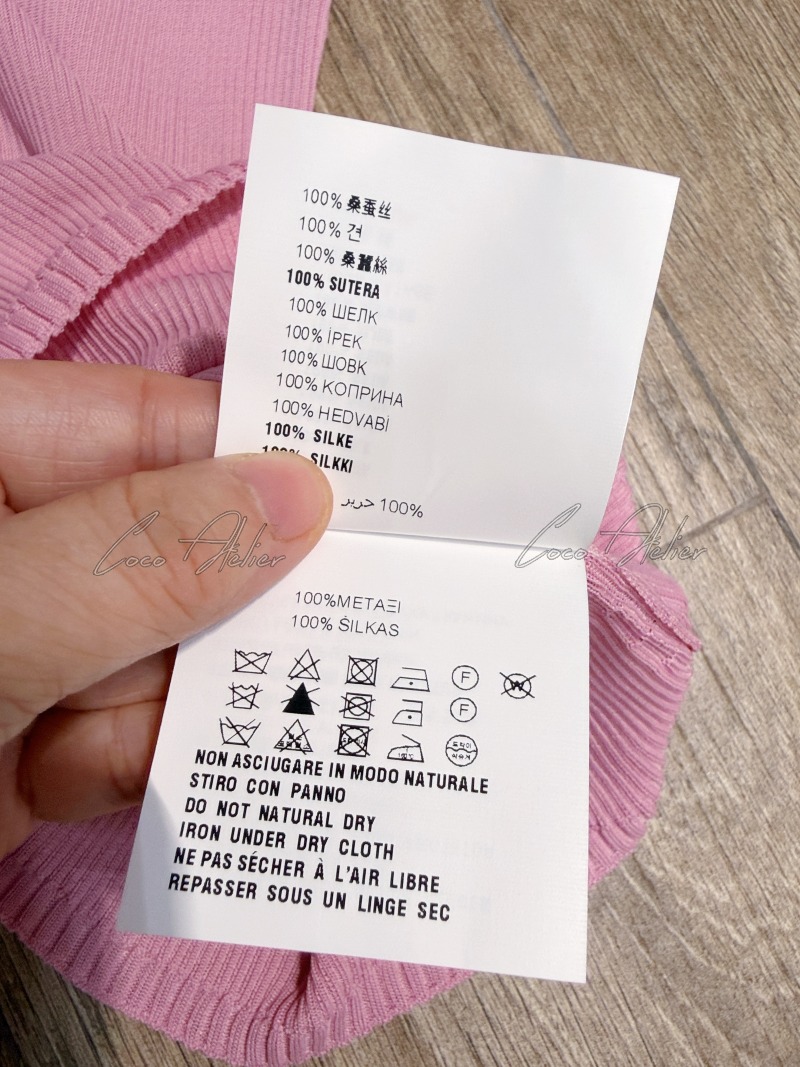 100% 桑蚕丝
100% 견
100% 桑蠶絲
100% SUTERA
100% ШЕЛК
100% İPEK
100% ШОВК
100% КОПРИНА
100% HEDVABÍ
100% SILKE
100% SILKKI
100% حرير
Coco Atelier
Coco Atelier
100%ΜΕΤΑΞΙ
100% ŠILKAS
F
W
F
NON ASCIUGARE IN MODO NATURALE
STIRO CON PANNO
DO NOT NATURAL DRY
IRON UNDER DRY CLOTH
NE PAS SÉCHER À L'AIR LIBRE
REPASSER SOUS UN LINGE SEC